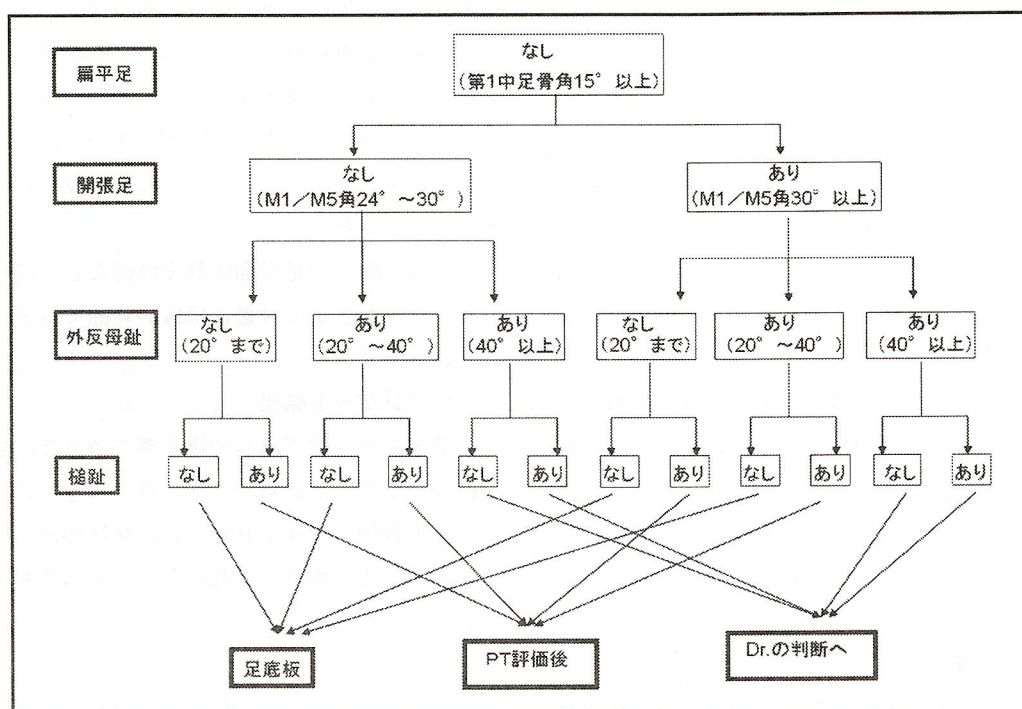 扁平足
なし
(第1中足骨角15°以上)
開張足
なし
(M1/M5角24°~30°)
あり
(M1/M5角30°以上)
外反母趾
なし
(20°まで)
あり
(20°~40°)
あり
(40°以上)
なし
(20°まで)
あり
(20°~40°)
あり
(40°以上)
槌趾
なし
あり
なし
あり
なし
あり
なし
あり
なし
あり
なし
あり
足底板
PT評価後
Dr.の判断へ